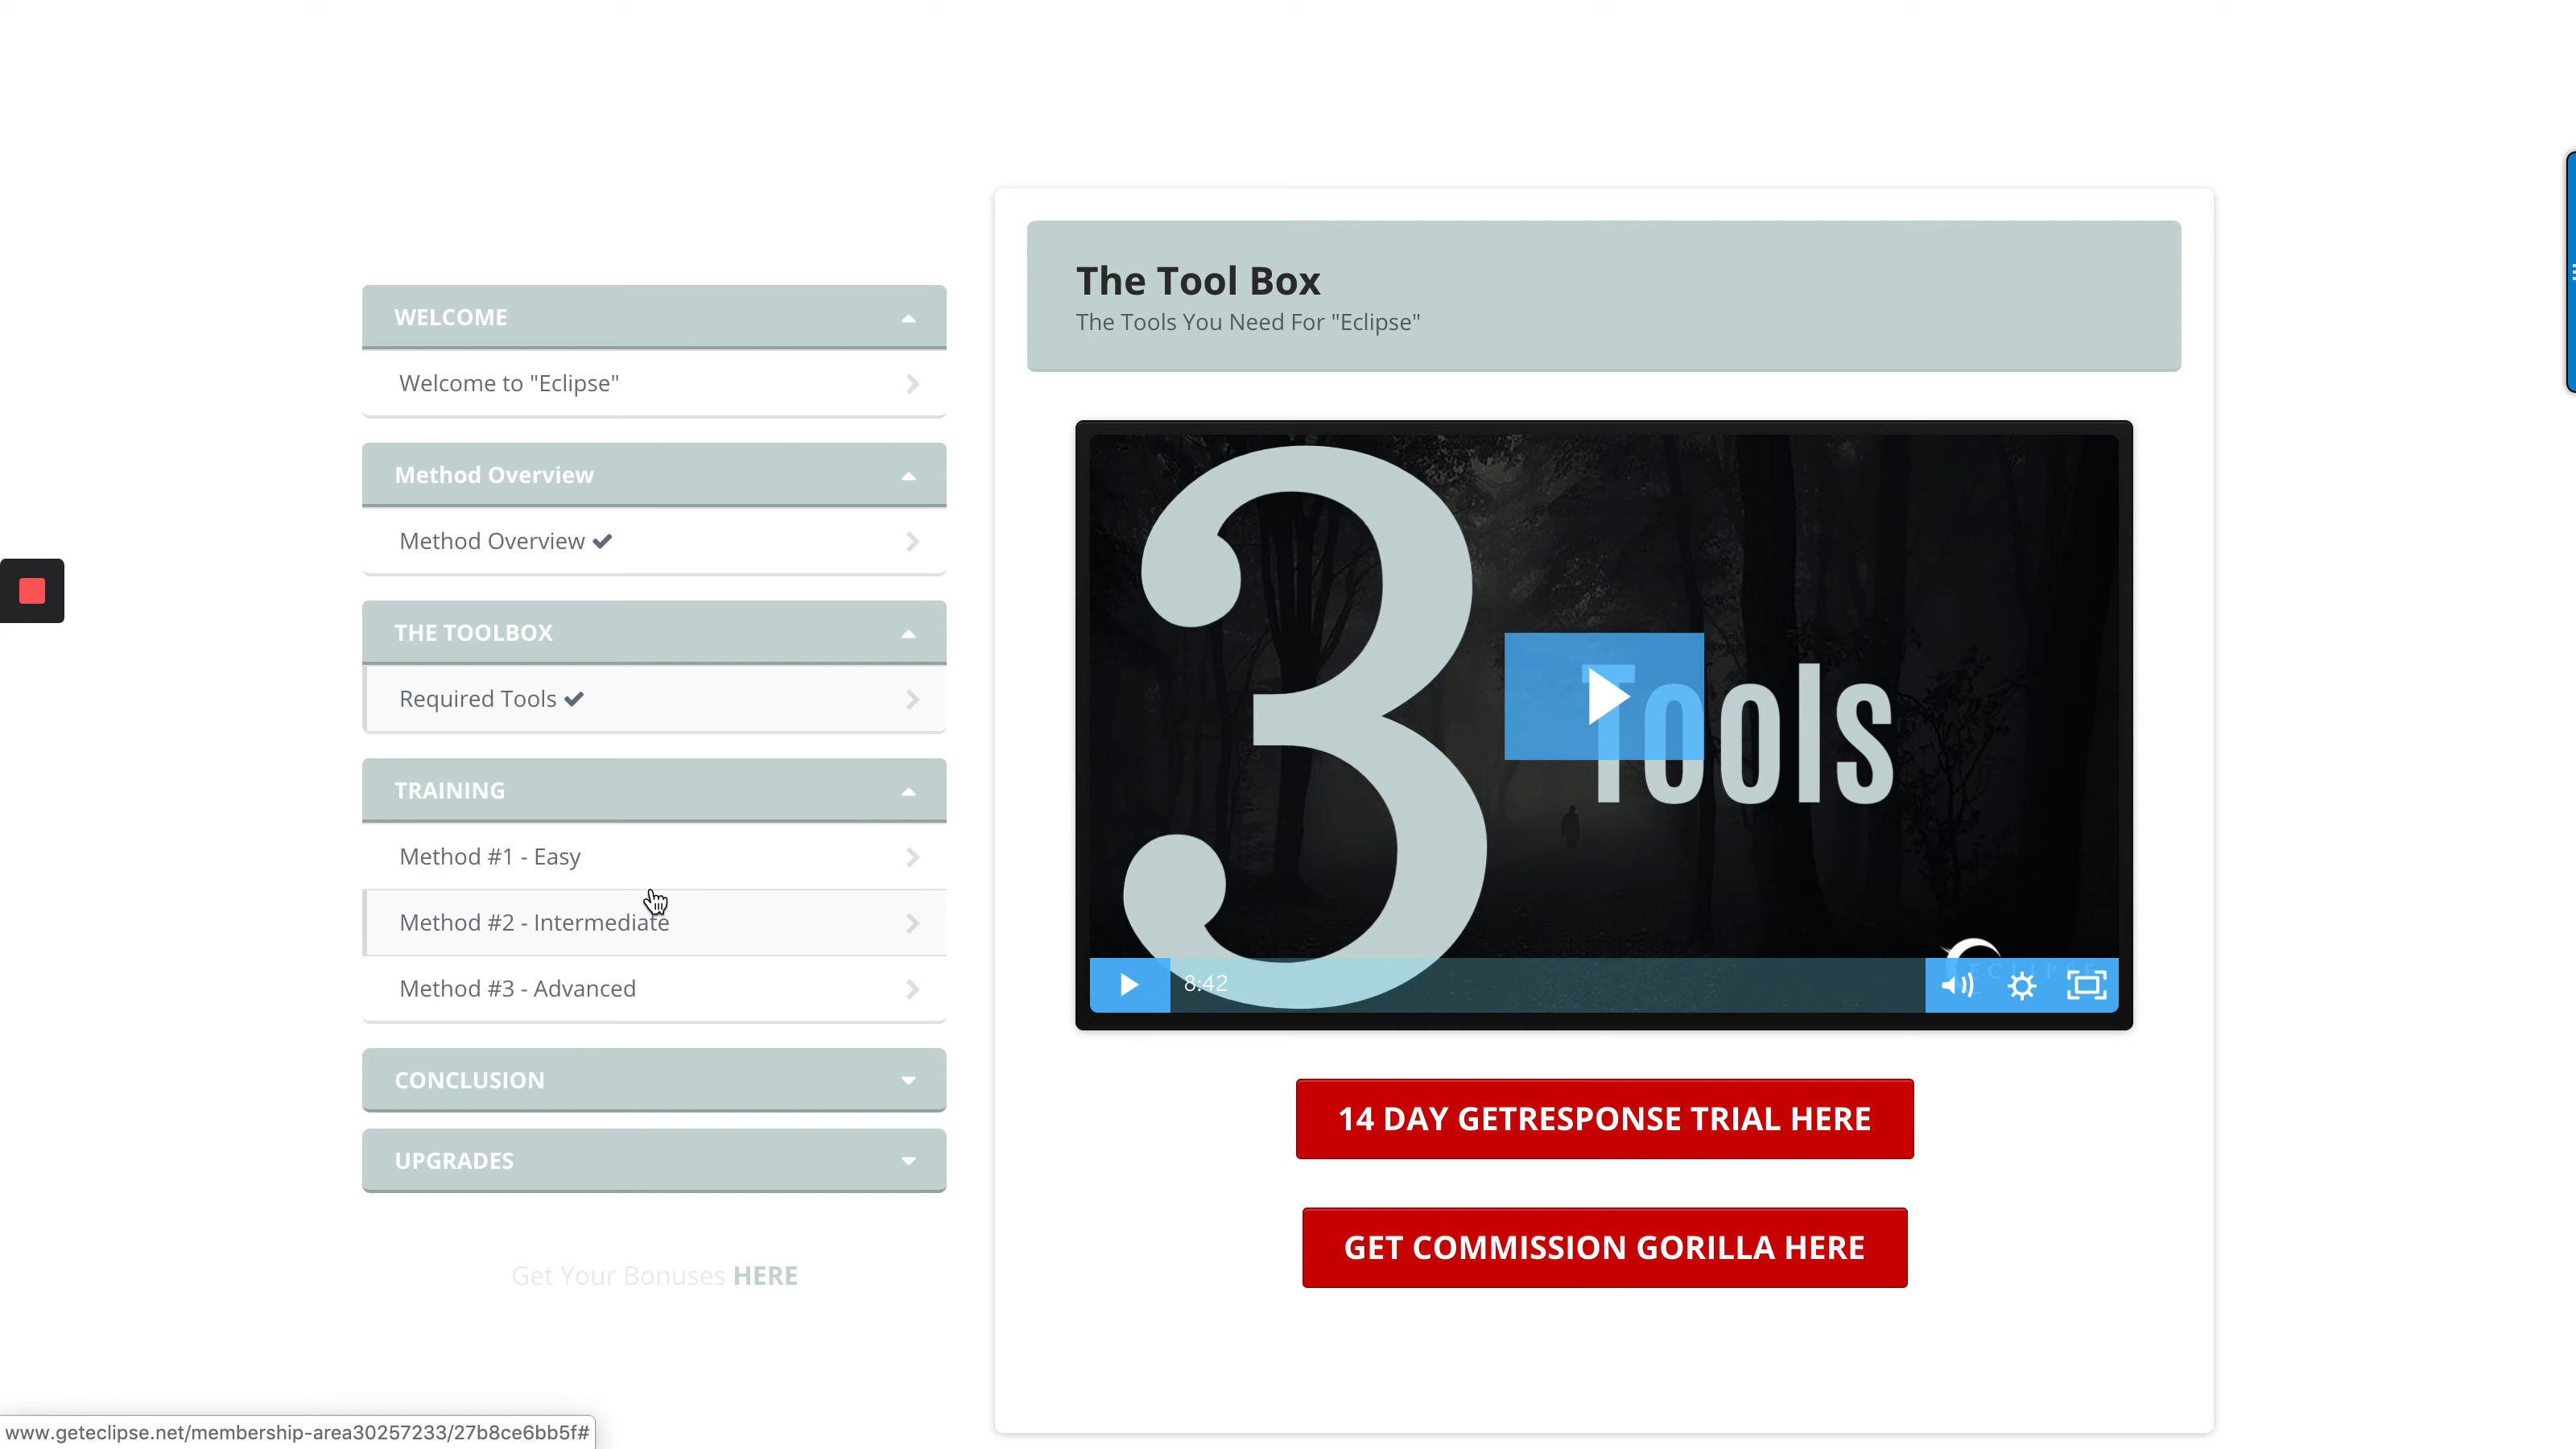 WELCOME
Welcome to "Eclipse"
Method Overview
Method Overview
THE TOOLBOX
Required Tools
TRAINING
Method #1 - Easy
Method #2 - Intermediate
Method #3 - Advanced
CONCLUSION
UPGRADES
Get Your Bonuses HERE
The Tool Box
The Tools You Need For "Eclipse"
3 Tools
ECLIPSE
8:42
14 DAY GETRESPONSE TRIAL HERE
GET COMMISSION GORILLA HERE
www.geteclipse.net/membership-area30257233/27b8ce6bb5f#